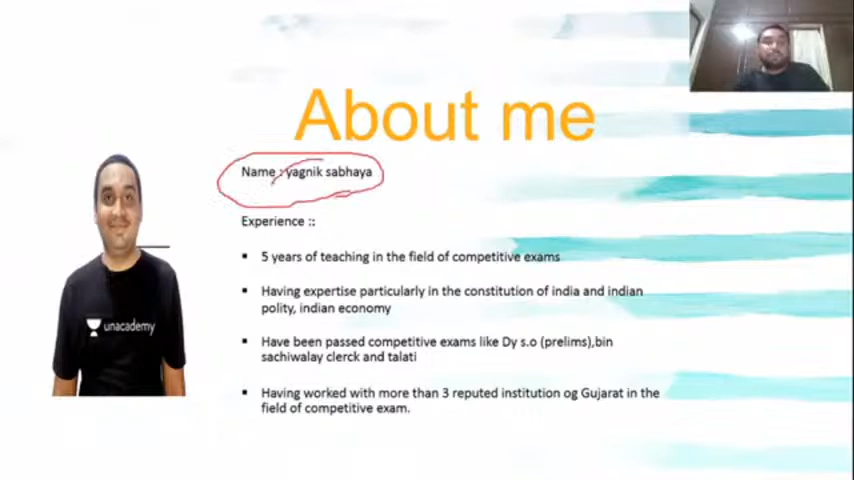 About me
Name : yagnik sabhaya
Experience ::
▪ 5 years of teaching in the field of competitive exams
▪ Having expertise particularly in the constitution of india and indian
polity, indian economy
▪ Have been passed competitive exams like Dy s.o (prelims),bin
sachiwalay clerck and talati
▪ Having worked with more than 3 reputed institution og Gujarat in the
field of competitive exam.
unacademy